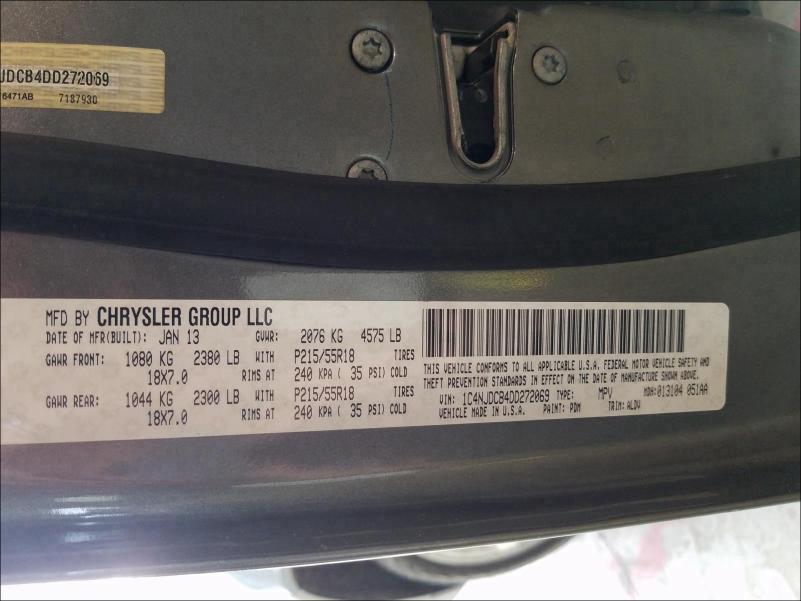 JDCB4DD272069
6471AB 7187930
MFD BY CHRYSLER GROUP LLC
DATE OF MFR(BUILT): JAN 13 GVWR: 2076 KG 4575 LB
GAWR FRONT: 1080 KG 2380 LB WITH P215/55R18 TIRES
18X7.0 RIMS AT 240 KPA ( 35 PSI) COLD
GAWR REAR: 1044 KG 2300 LB WITH P215/55R18 TIRES
18X7.0 RIMS AT 240 KPA ( 35 PSI) COLD
THIS VEHICLE CONFORMS TO ALL APPLICABLE U.S.A. FEDERAL MOTOR VEHICLE SAFETY AND
THEFT PREVENTION STANDARDS IN EFFECT ON THE DATE OF MANUFACTURE SHOWN ABOVE.
VIN: 1C4NJDCB4DD272069 TYPE: MPV MDH:013104 051AA
VEHICLE MADE IN U.S.A. PAINT: PDM TRIM: ALDV